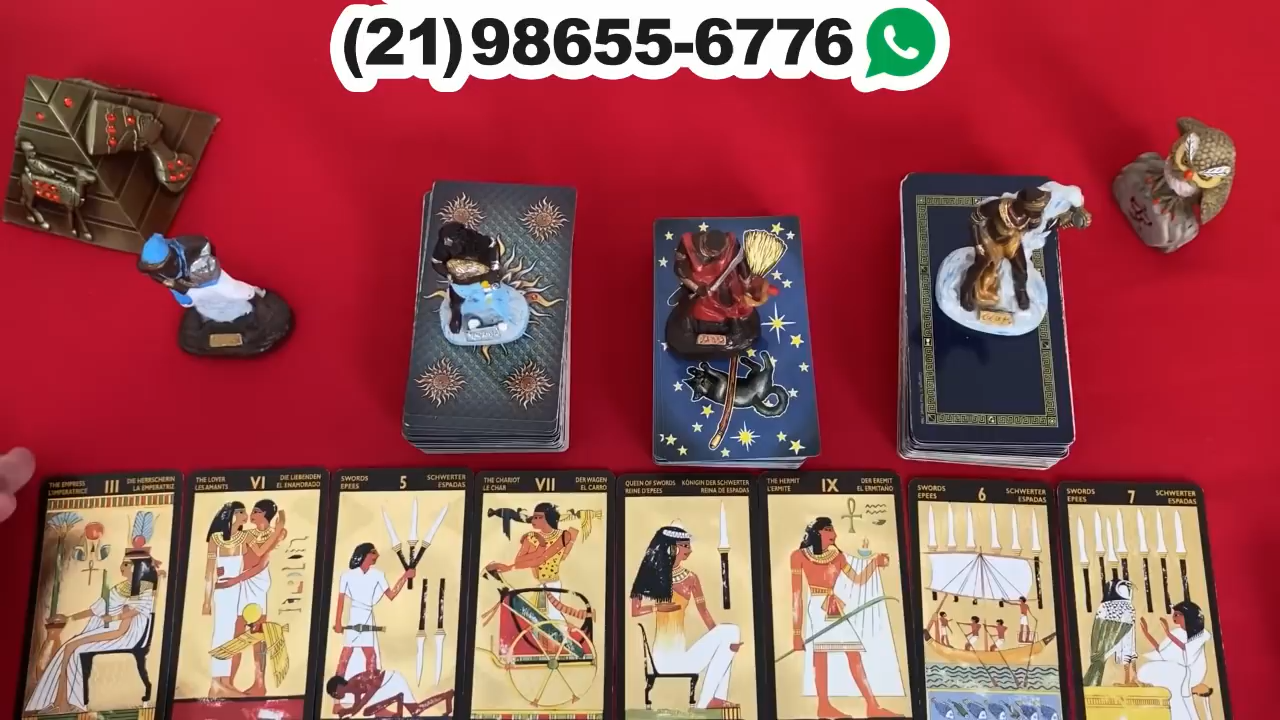 (21)98655-6776
THE EMPRESS III DIE HERRSCHERIN
L'IMPERATRICE LA EMPERATRIZ
THE LOVER VI DIE LIEBENDEN
LES AMANTS EL ENAMORADO
SWORDS 5 SCHWERTER
EPEES ESPADAS
THE CHARIOT VII DER WAGEN
LE CHAR EL CARRO
QUEEN OF SWORDS KÖNIGIN DER SCHWERTER
REINE D'EPEES REINA DE ESPADAS
THE HERMIT IX DER EREMIT
L'ERMITE EL ERMITAÑO
SWORDS 6 SCHWERTER
EPEES ESPADAS
SWORDS 7 SCHWERTER
EPEES ESPADAS